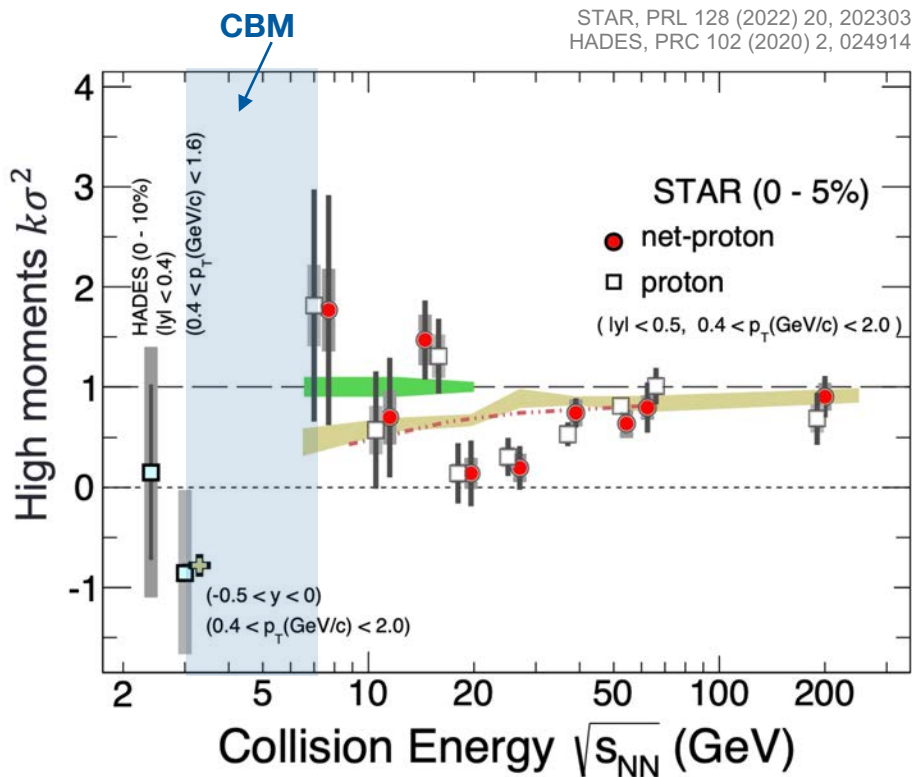 CBM
STAR, PRL 128 (2022) 20, 202303
HADES, PRC 102 (2020) 2, 024914
High moments kσ²
4
3
2
1
0
-1
HADES (0 - 10%)
(|y| < 0.4)
(0.4 < p_T(GeV/c) < 1.6)
STAR (0 - 5%)
net-proton
proton
( |y| < 0.5, 0.4 < p_T(GeV/c) < 2.0 )
(-0.5 < y < 0)
(0.4 < p_T(GeV/c) < 2.0)
2 5 10 20 50 100 200
Collision Energy √s_NN (GeV)